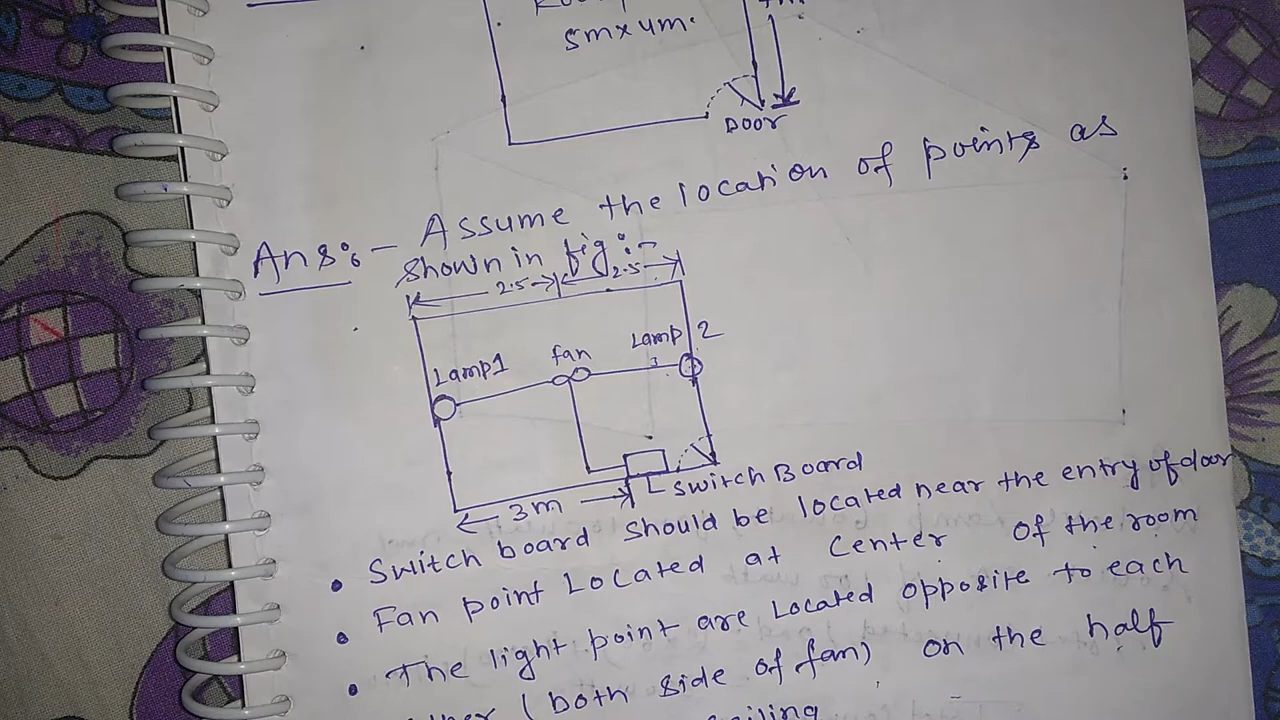 5m x 4m.
DOOR
Ans:- Assume the location of points as
shown in fig:-
2.5 2.5
Lamp1 fan Lamp 2
3m
Switch Board
• Switch board should be located near the entry of door
• Fan point Located at Center of the room
• The light point are Located opposite to each
(both side of fan) on the half